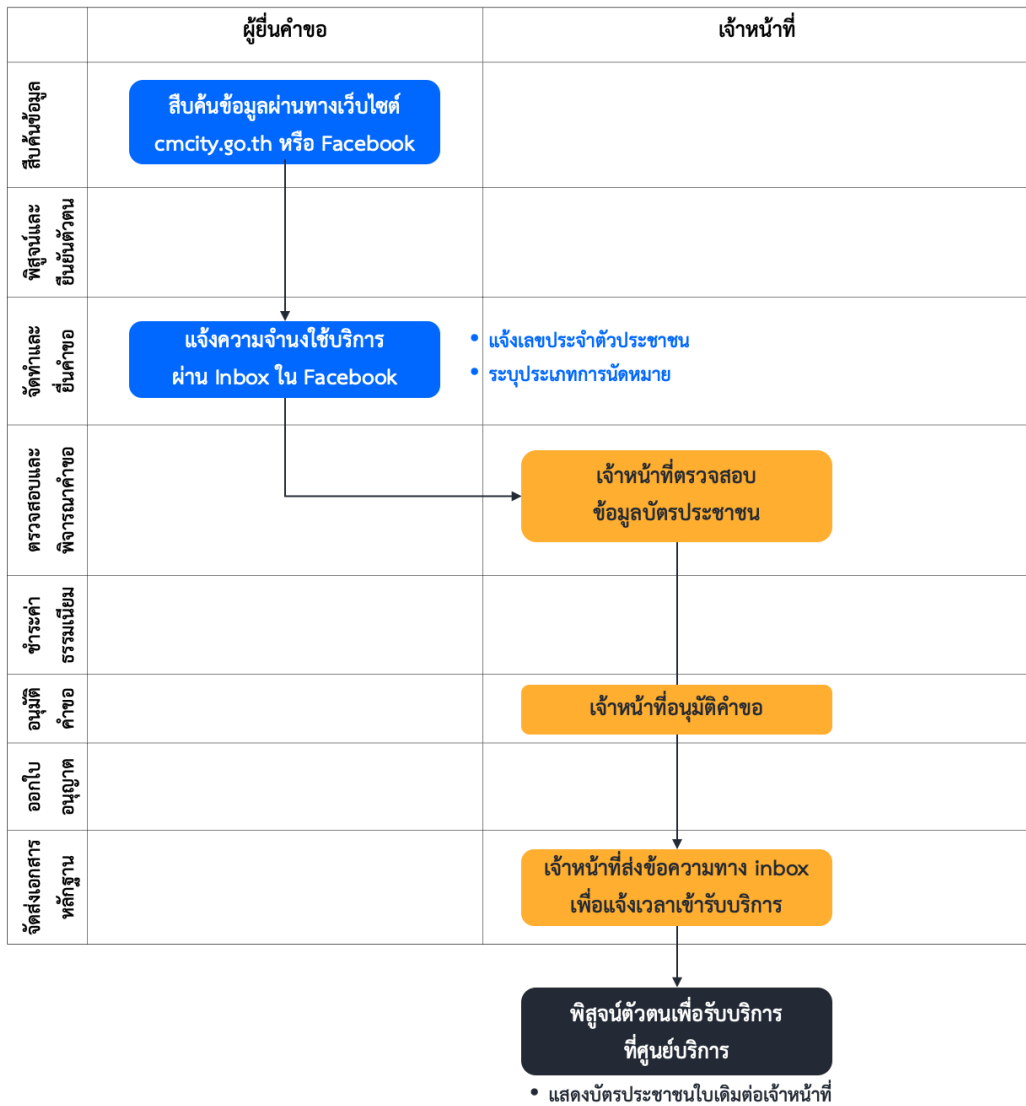 ผู้ยื่นคำขอ
เจ้าหน้าที่
สืบค้นข้อมูล
สืบค้นข้อมูลผ่านทางเว็บไซต์
cmcity.go.th หรือ Facebook
พิสูจน์และ
ยืนยันตัวตน
จัดทำและ
ยื่นคำขอ
แจ้งความจำนงใช้บริการ
ผ่าน Inbox ใน Facebook
• แจ้งเลขประจำตัวประชาชน
• ระบุประเภทการนัดหมาย
ตรวจสอบและ
พิจารณาคำขอ
เจ้าหน้าที่ตรวจสอบ
ข้อมูลบัตรประชาชน
ชำระค่า
ธรรมเนียม
อนุมัติ
คำขอ
เจ้าหน้าที่อนุมัติคำขอ
ออกใบ
อนุญาต
จัดส่งเอกสาร
หลักฐาน
เจ้าหน้าที่ส่งข้อความทาง inbox
เพื่อแจ้งเวลาเข้ารับบริการ
พิสูจน์ตัวตนเพื่อรับบริการ
ที่ศูนย์บริการ
• แสดงบัตรประชาชนใบเดิมต่อเจ้าหน้าที่